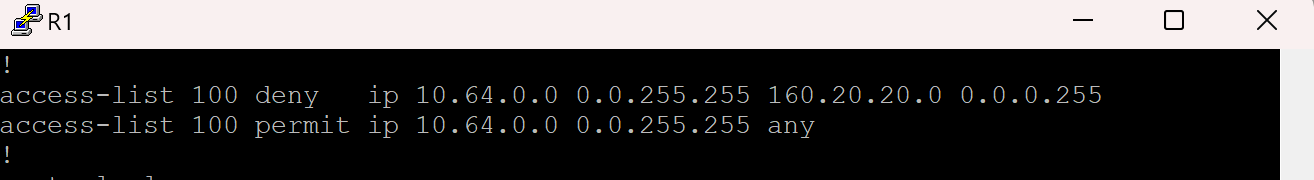 R1
!
access-list 100 deny   ip 10.64.0.0 0.0.255.255 160.20.20.0 0.0.0.255
access-list 100 permit ip 10.64.0.0 0.0.255.255 any
!